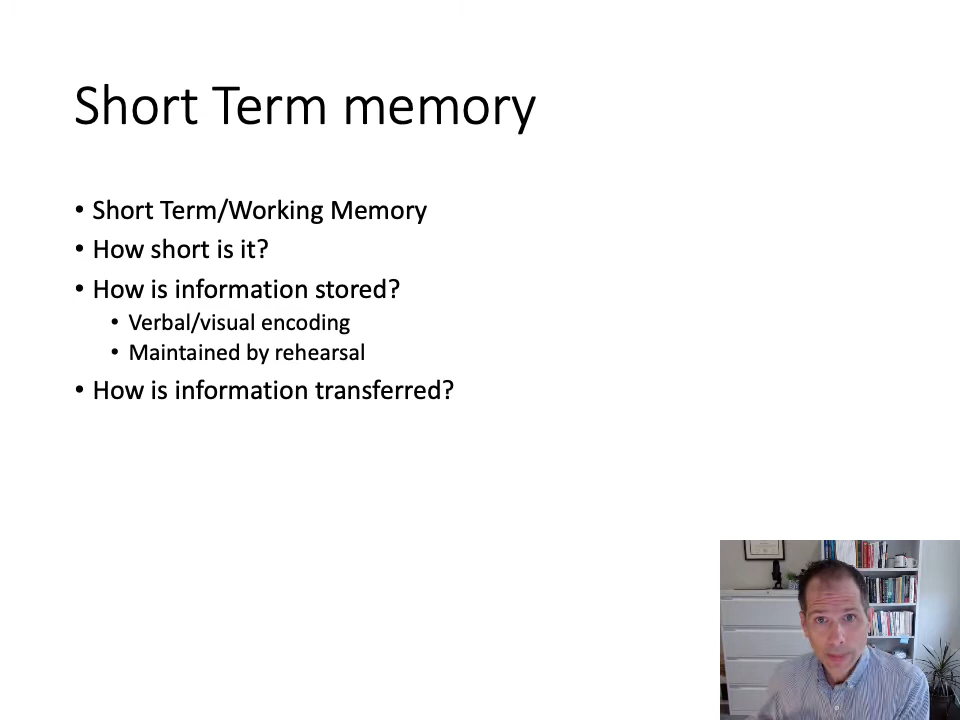 Short Term memory
• Short Term/Working Memory
• How short is it?
• How is information stored?
• Verbal/visual encoding
• Maintained by rehearsal
• How is information transferred?